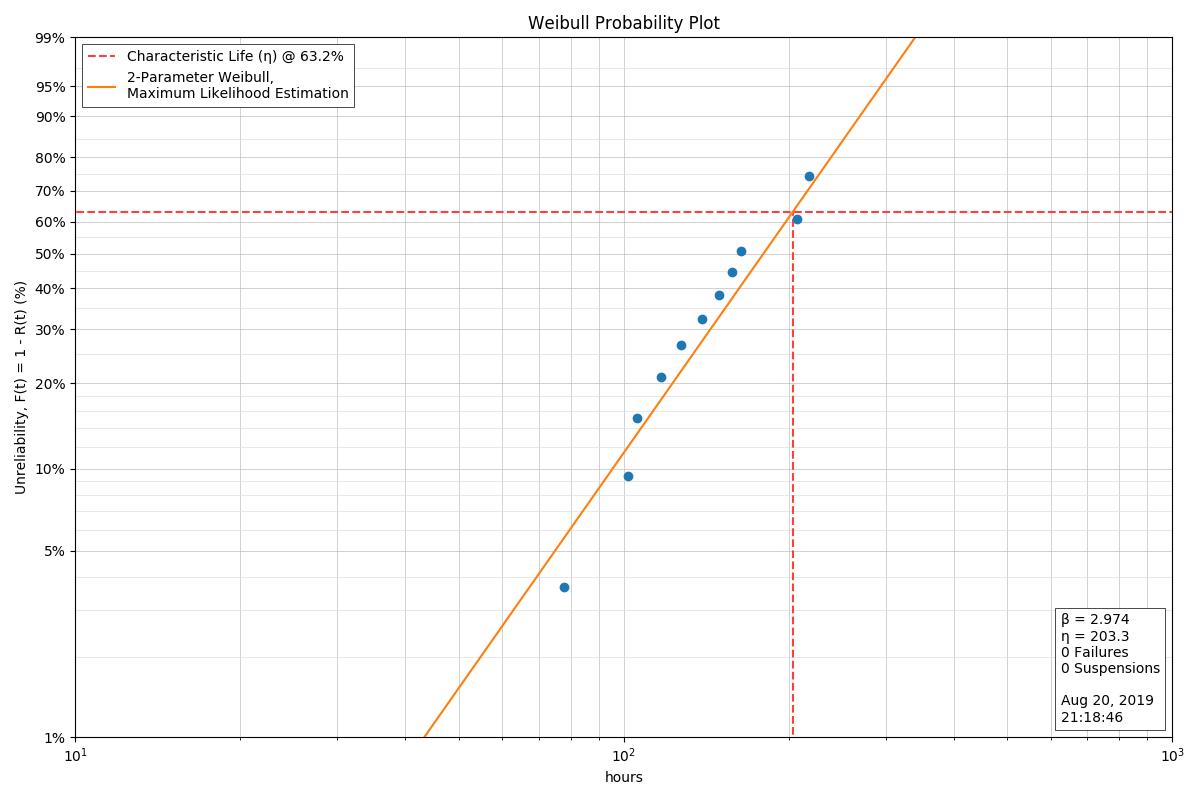 Weibull Probability Plot
Characteristic Life (η) @ 63.2%
2-Parameter Weibull,
Maximum Likelihood Estimation
99%
95%
90%
80%
70%
60%
50%
40%
30%
20%
10%
5%
1%
Unreliability, F(t) = 1 - R(t) (%)
β = 2.974
η = 203.3
0 Failures
0 Suspensions
Aug 20, 2019
21:18:46
10¹
10²
10³
hours